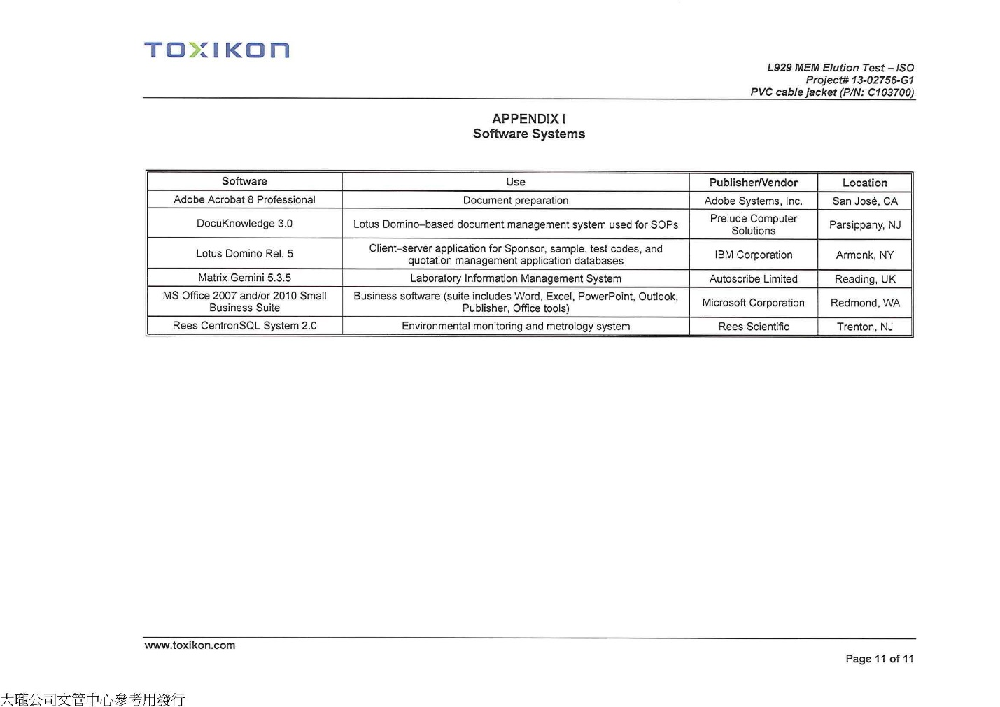 TOXIKON
L929 MEM Elution Test – ISO
Project# 13-02756-G1
PVC cable jacket (P/N: C103700)
APPENDIX I
Software Systems
Software Use Publisher/Vendor Location
Adobe Acrobat 8 Professional Document preparation Adobe Systems, Inc. San José, CA
DocuKnowledge 3.0 Lotus Domino–based document management system used for SOPs Prelude Computer
Solutions Parsippany, NJ
Lotus Domino Rel. 5 Client–server application for Sponsor, sample, test codes, and
quotation management application databases IBM Corporation Armonk, NY
Matrix Gemini 5.3.5 Laboratory Information Management System Autoscribe Limited Reading, UK
MS Office 2007 and/or 2010 Small
Business Suite Business software (suite includes Word, Excel, PowerPoint, Outlook,
Publisher, Office tools) Microsoft Corporation Redmond, WA
Rees CentronSQL System 2.0 Environmental monitoring and metrology system Rees Scientific Trenton, NJ
www.toxikon.com
Page 11 of 11
大瓏公司文管中心參考用發行